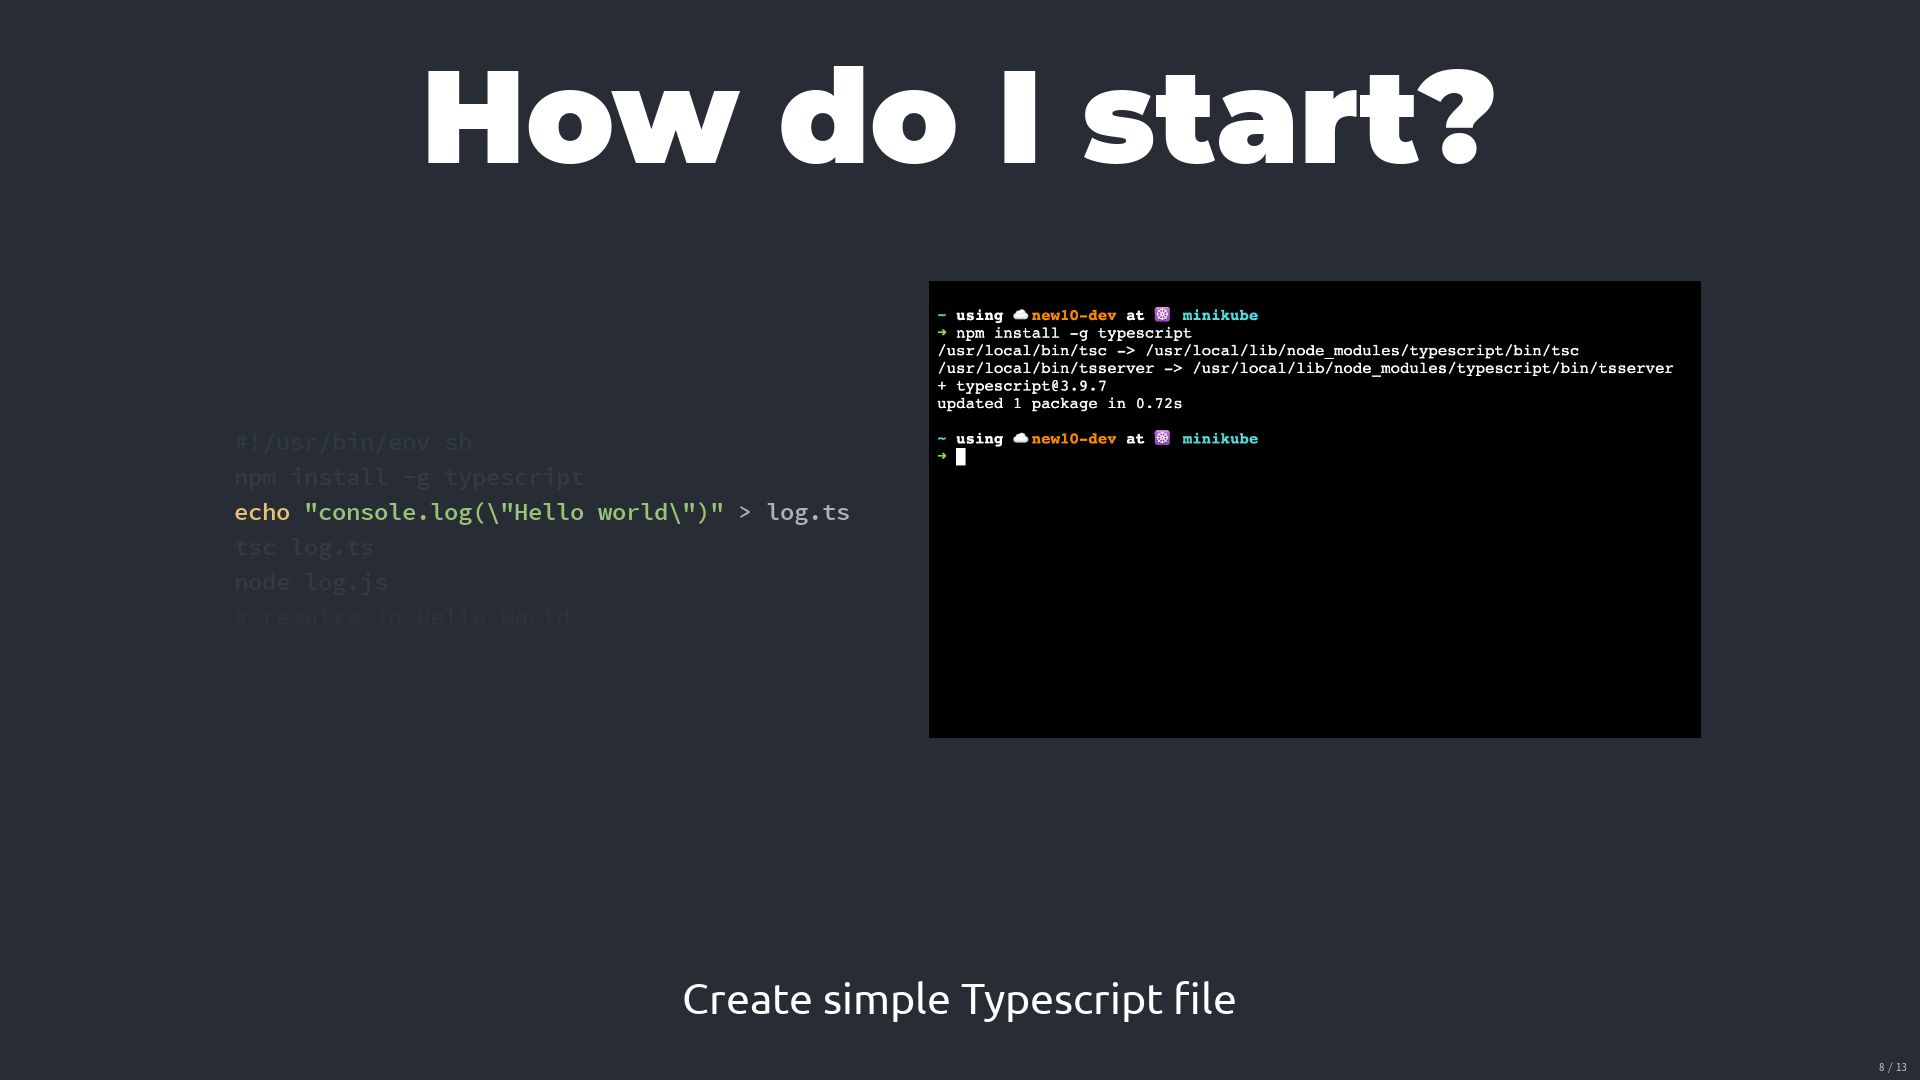 How do I start?
#!/usr/bin/env sh
npm install -g typescript
echo "console.log(\"Hello world\")" > log.ts
tsc log.ts
node log.js
# results in Hello World
~ using ☁️new10-dev at ☸️ minikube
➜ npm install -g typescript
/usr/local/bin/tsc -> /usr/local/lib/node_modules/typescript/bin/tsc
/usr/local/bin/tsserver -> /usr/local/lib/node_modules/typescript/bin/tsserver
+ typescript@3.9.7
updated 1 package in 0.72s
~ using ☁️new10-dev at ☸️ minikube
➜
Create simple Typescript file
8 / 13